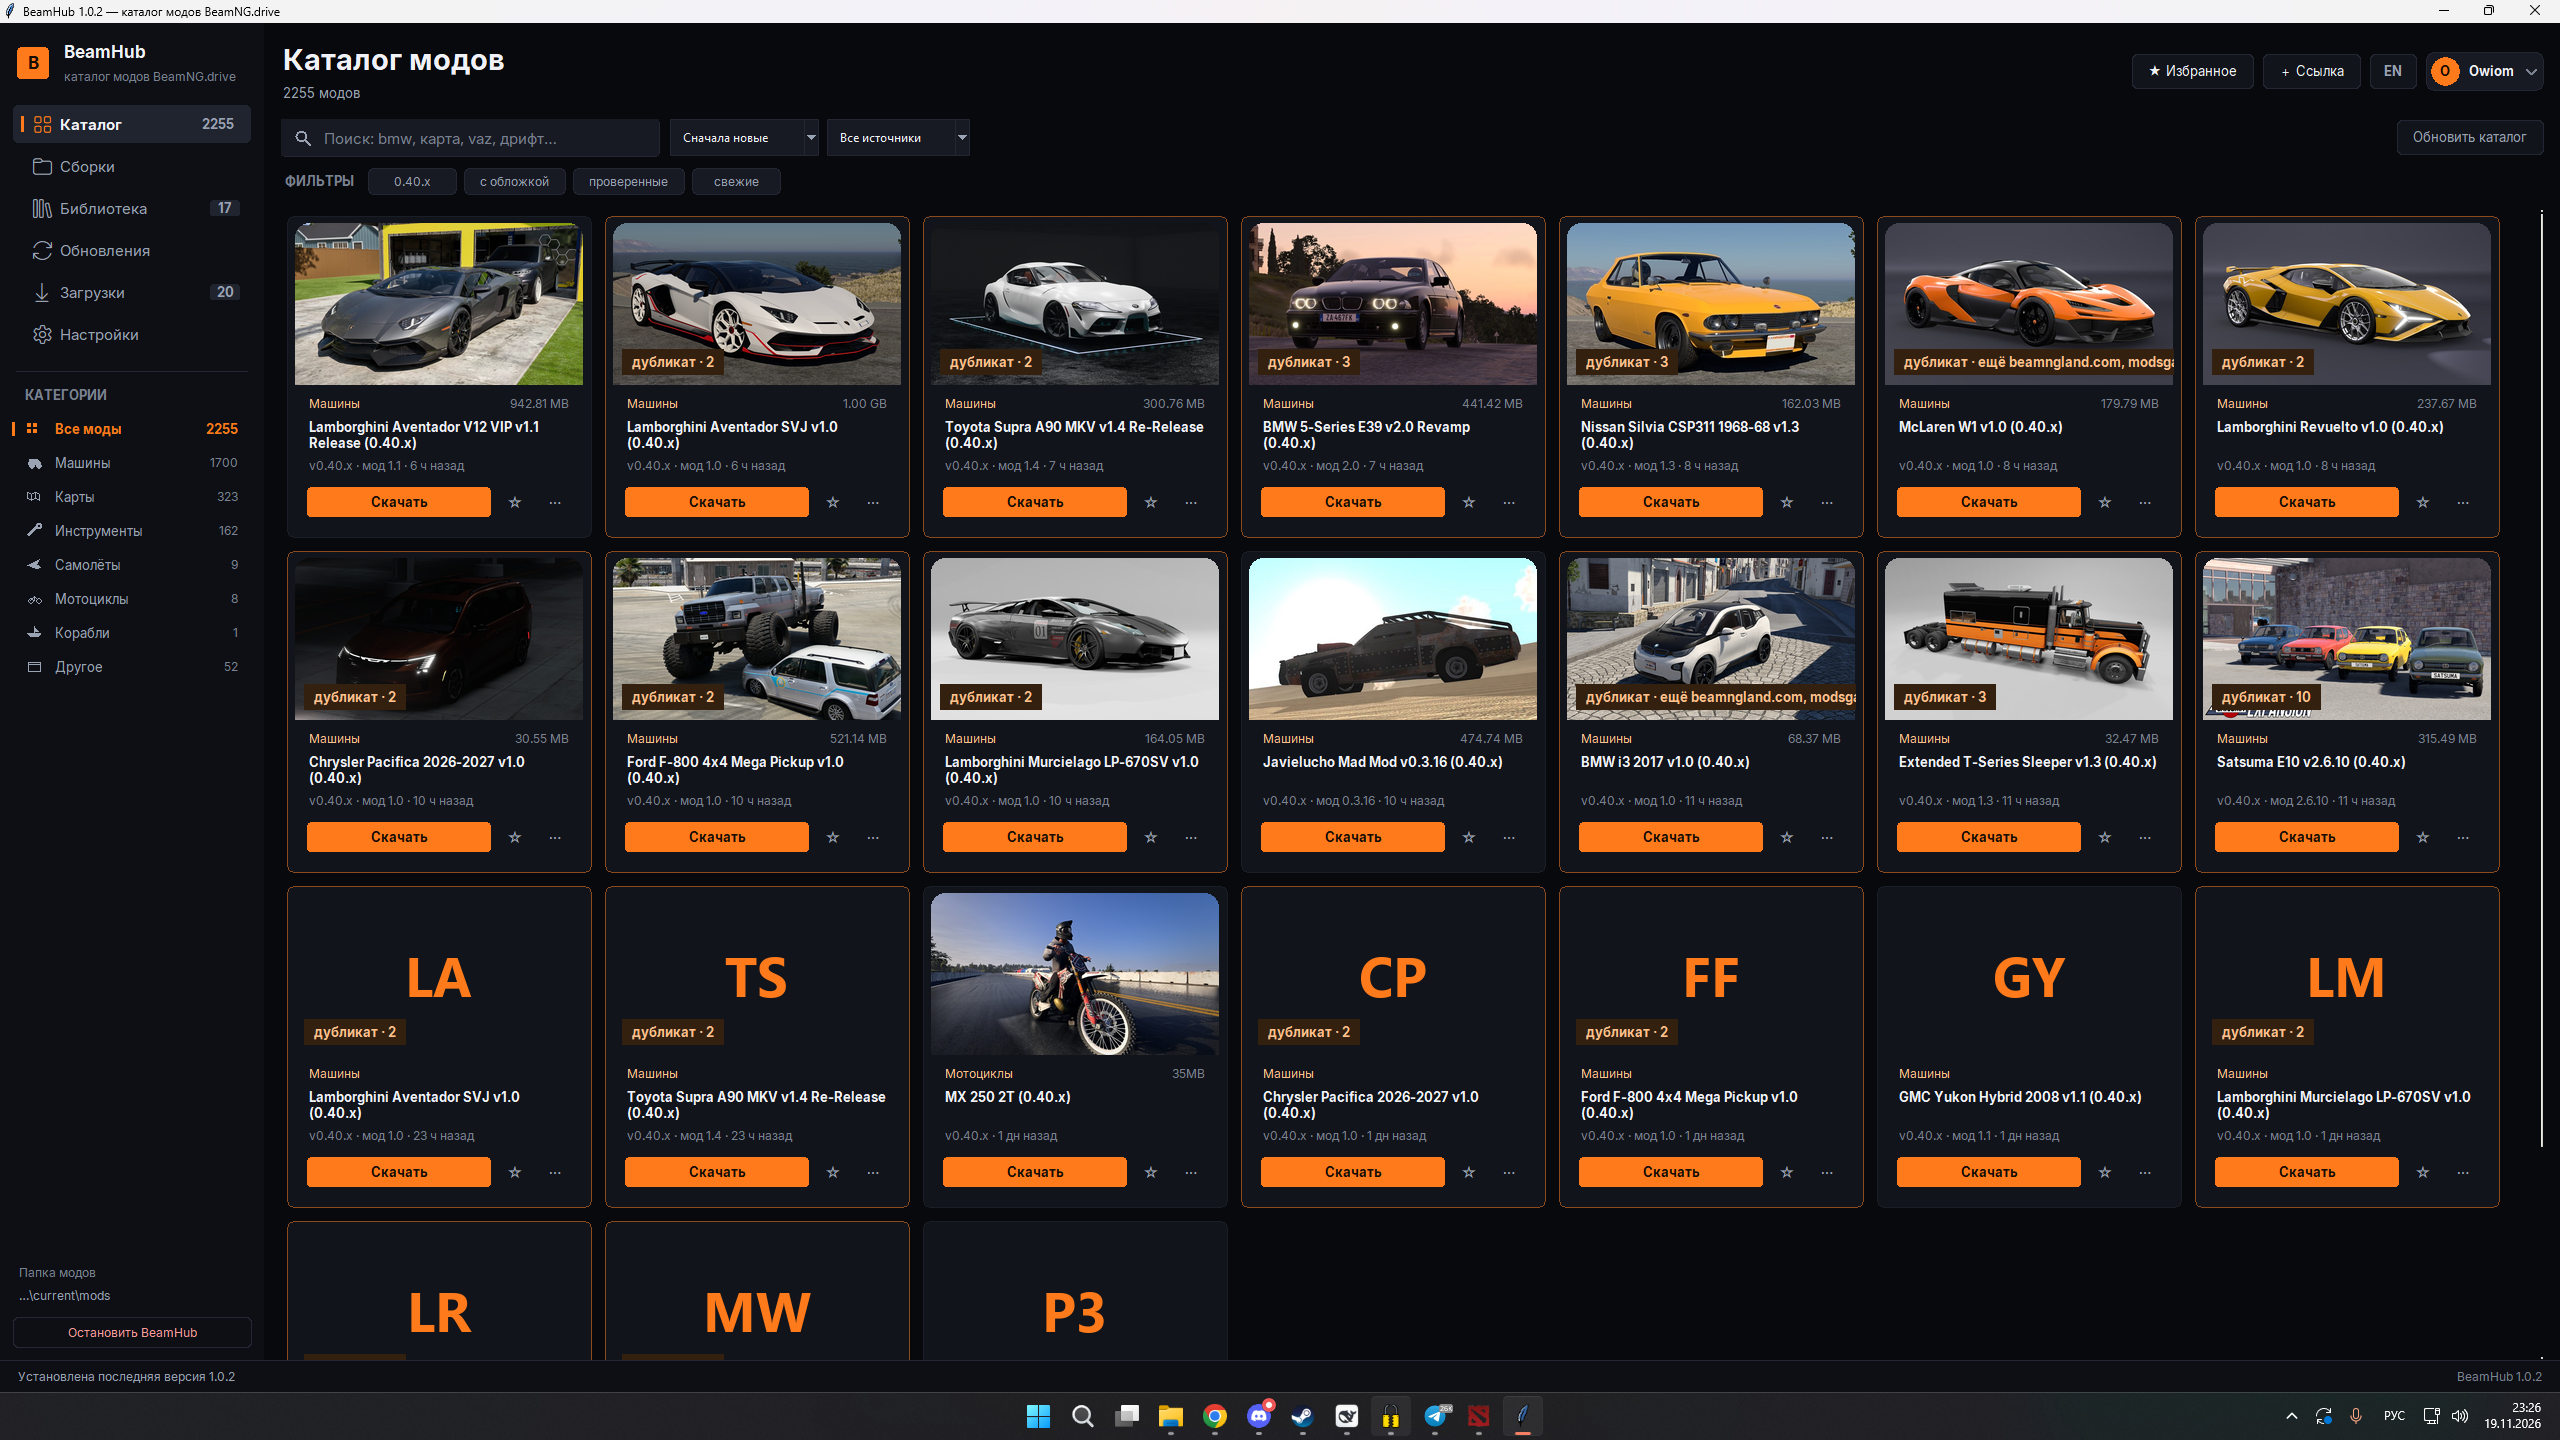 BeamHub 1.0.2 — каталог модов BeamNG.drive
B
BeamHub
каталог модов BeamNG.drive
Каталог 2255
Сборки
Библиотека 17
Обновления
Загрузки 20
Настройки
КАТЕГОРИИ
Все моды 2255
Машины 1700
Карты 323
Инструменты 162
Самолёты 9
Мотоциклы 8
Корабли 1
Другое 52
Папка модов
...\current\mods
Остановить BeamHub
Каталог модов
2255 модов
★ Избранное
+ Ссылка
EN
O Owiom
Поиск: bmw, карта, vaz, дрифт...
Сначала новые
Все источники
Обновить каталог
ФИЛЬТРЫ
0.40.x
с обложкой
проверенные
свежие
Машины 942.81 MB
Lamborghini Aventador V12 VIP v1.1
Release (0.40.x)
v0.40.x · мод 1.1 · 6 ч назад
Скачать
дубликат · 2
Машины 1.00 GB
Lamborghini Aventador SVJ v1.0
(0.40.x)
v0.40.x · мод 1.0 · 6 ч назад
Скачать
дубликат · 2
Машины 300.76 MB
Toyota Supra A90 MKV v1.4 Re-Release
(0.40.x)
v0.40.x · мод 1.4 · 7 ч назад
Скачать
дубликат · 3
Машины 441.42 MB
BMW 5-Series E39 v2.0 Revamp
(0.40.x)
v0.40.x · мод 2.0 · 7 ч назад
Скачать
дубликат · 3
Машины 162.03 MB
Nissan Silvia CSP311 1968-68 v1.3
(0.40.x)
v0.40.x · мод 1.3 · 8 ч назад
Скачать
дубликат · ещё beamngland.com, modsga
Машины 179.79 MB
McLaren W1 v1.0 (0.40.x)
v0.40.x · мод 1.0 · 8 ч назад
Скачать
дубликат · 2
Машины 237.67 MB
Lamborghini Revuelto v1.0 (0.40.x)
v0.40.x · мод 1.0 · 8 ч назад
Скачать
дубликат · 2
Машины 30.55 MB
Chrysler Pacifica 2026-2027 v1.0
(0.40.x)
v0.40.x · мод 1.0 · 10 ч назад
Скачать
дубликат · 2
Машины 521.14 MB
Ford F-800 4x4 Mega Pickup v1.0
(0.40.x)
v0.40.x · мод 1.0 · 10 ч назад
Скачать
01
дубликат · 2
Машины 164.05 MB
Lamborghini Murcielago LP-670SV v1.0
(0.40.x)
v0.40.x · мод 1.0 · 10 ч назад
Скачать
Машины 474.74 MB
Javielucho Mad Mod v0.3.16 (0.40.x)
v0.40.x · мод 0.3.16 · 10 ч назад
Скачать
дубликат · ещё beamngland.com, modsga
Машины 68.37 MB
BMW i3 2017 v1.0 (0.40.x)
v0.40.x · мод 1.0 · 11 ч назад
Скачать
дубликат · 3
Машины 32.47 MB
Extended T-Series Sleeper v1.3 (0.40.x)
v0.40.x · мод 1.3 · 11 ч назад
Скачать
SATSUMA
дубликат · 10
EXPANSION
Машины 315.49 MB
Satsuma E10 v2.6.10 (0.40.x)
v0.40.x · мод 2.6.10 · 11 ч назад
Скачать
LA
дубликат · 2
Машины
Lamborghini Aventador SVJ v1.0
(0.40.x)
v0.40.x · мод 1.0 · 23 ч назад
Скачать
TS
дубликат · 2
Машины
Toyota Supra A90 MKV v1.4 Re-Release
(0.40.x)
v0.40.x · мод 1.4 · 23 ч назад
Скачать
Мотоциклы 35MB
MX 250 2T (0.40.x)
v0.40.x · 1 дн назад
Скачать
CP
дубликат · 2
Машины
Chrysler Pacifica 2026-2027 v1.0
(0.40.x)
v0.40.x · мод 1.0 · 1 дн назад
Скачать
FF
дубликат · 2
Машины
Ford F-800 4x4 Mega Pickup v1.0
(0.40.x)
v0.40.x · мод 1.0 · 1 дн назад
Скачать
GY
Машины
GMC Yukon Hybrid 2008 v1.1 (0.40.x)
v0.40.x · мод 1.1 · 1 дн назад
Скачать
LM
дубликат · 2
Машины
Lamborghini Murcielago LP-670SV v1.0
(0.40.x)
v0.40.x · мод 1.0 · 1 дн назад
Скачать
LR
MW
P3
Установлена последняя версия 1.0.2
BeamHub 1.0.2
26K
РУС
23:26
19.11.2026